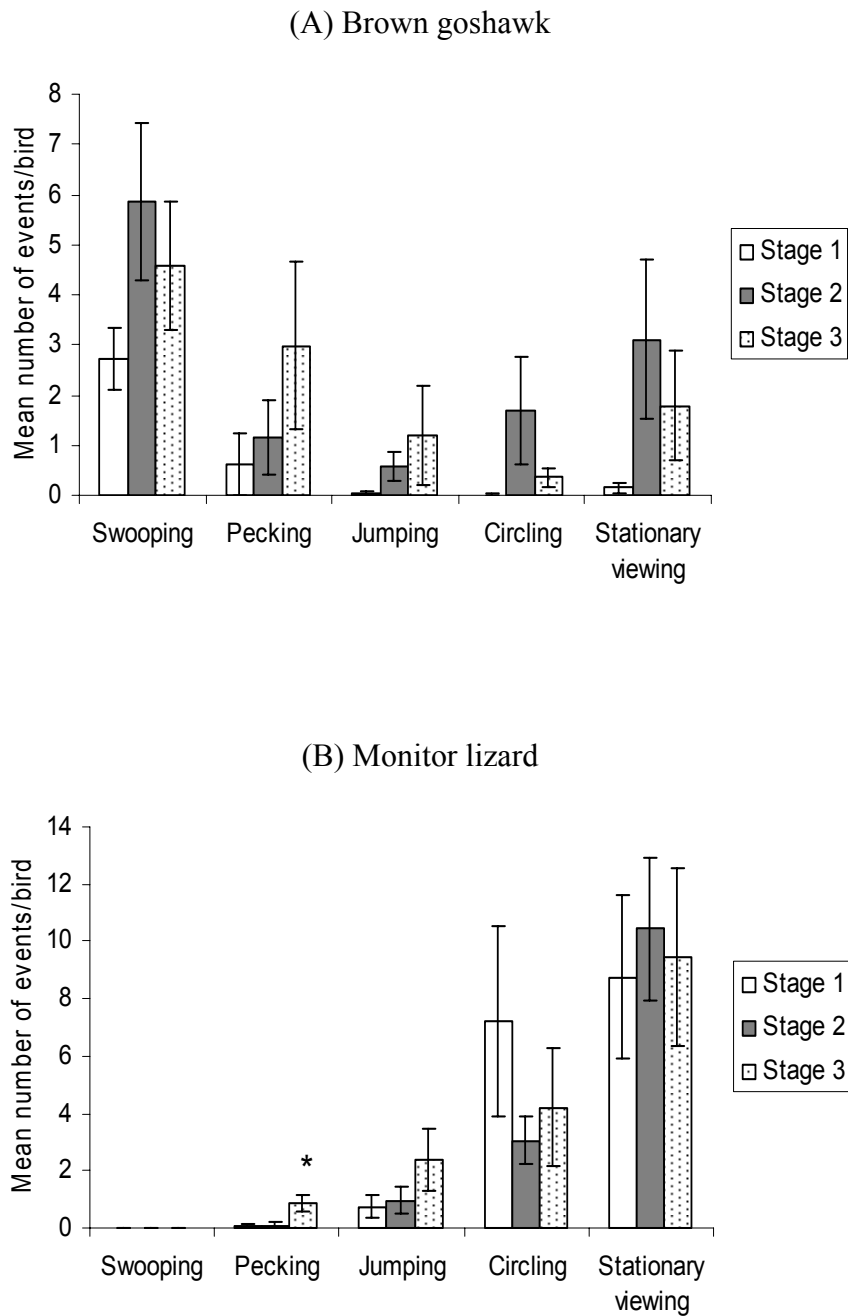 (A) Brown goshawk
8
7
6
5
4
3
2
1
0
Mean number of events/bird
Swooping
Pecking
Jumping
Circling
Stationary
viewing
Stage 1
Stage 2
Stage 3
(B) Monitor lizard
14
12
10
8
6
4
2
0
Mean number of events/bird
*
Swooping
Pecking
Jumping
Circling
Stationary
viewing
Stage 1
Stage 2
Stage 3